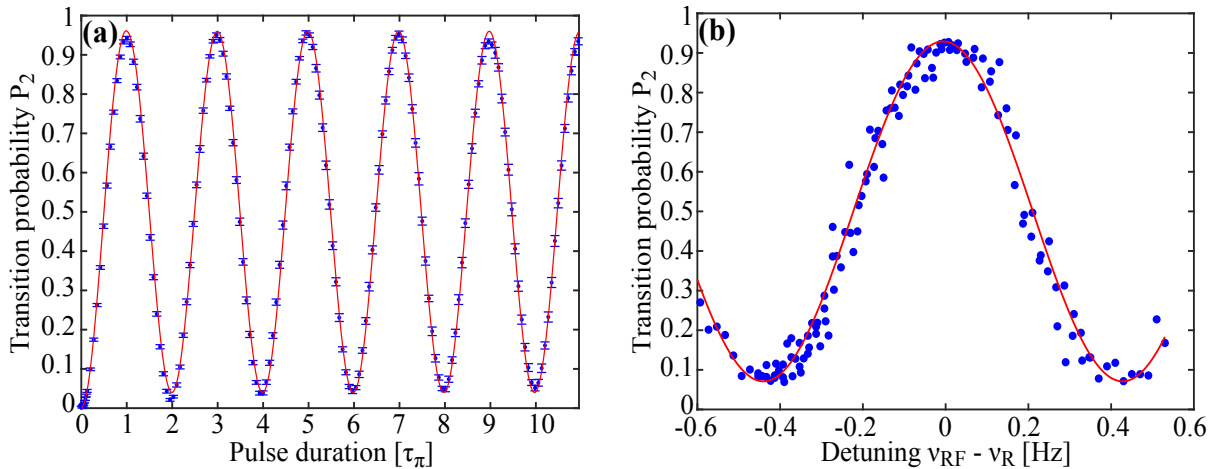 (a)
Transition probability P2
1
0.9
0.8
0.7
0.6
0.5
0.4
0.3
0.2
0.1
0
0 1 2 3 4 5 6 7 8 9 10
Pulse duration [τπ]
(b)
Transition probability P2
1
0.9
0.8
0.7
0.6
0.5
0.4
0.3
0.2
0.1
0
-0.6 -0.4 -0.2 0 0.2 0.4 0.6
Detuning νRF - νR [Hz]